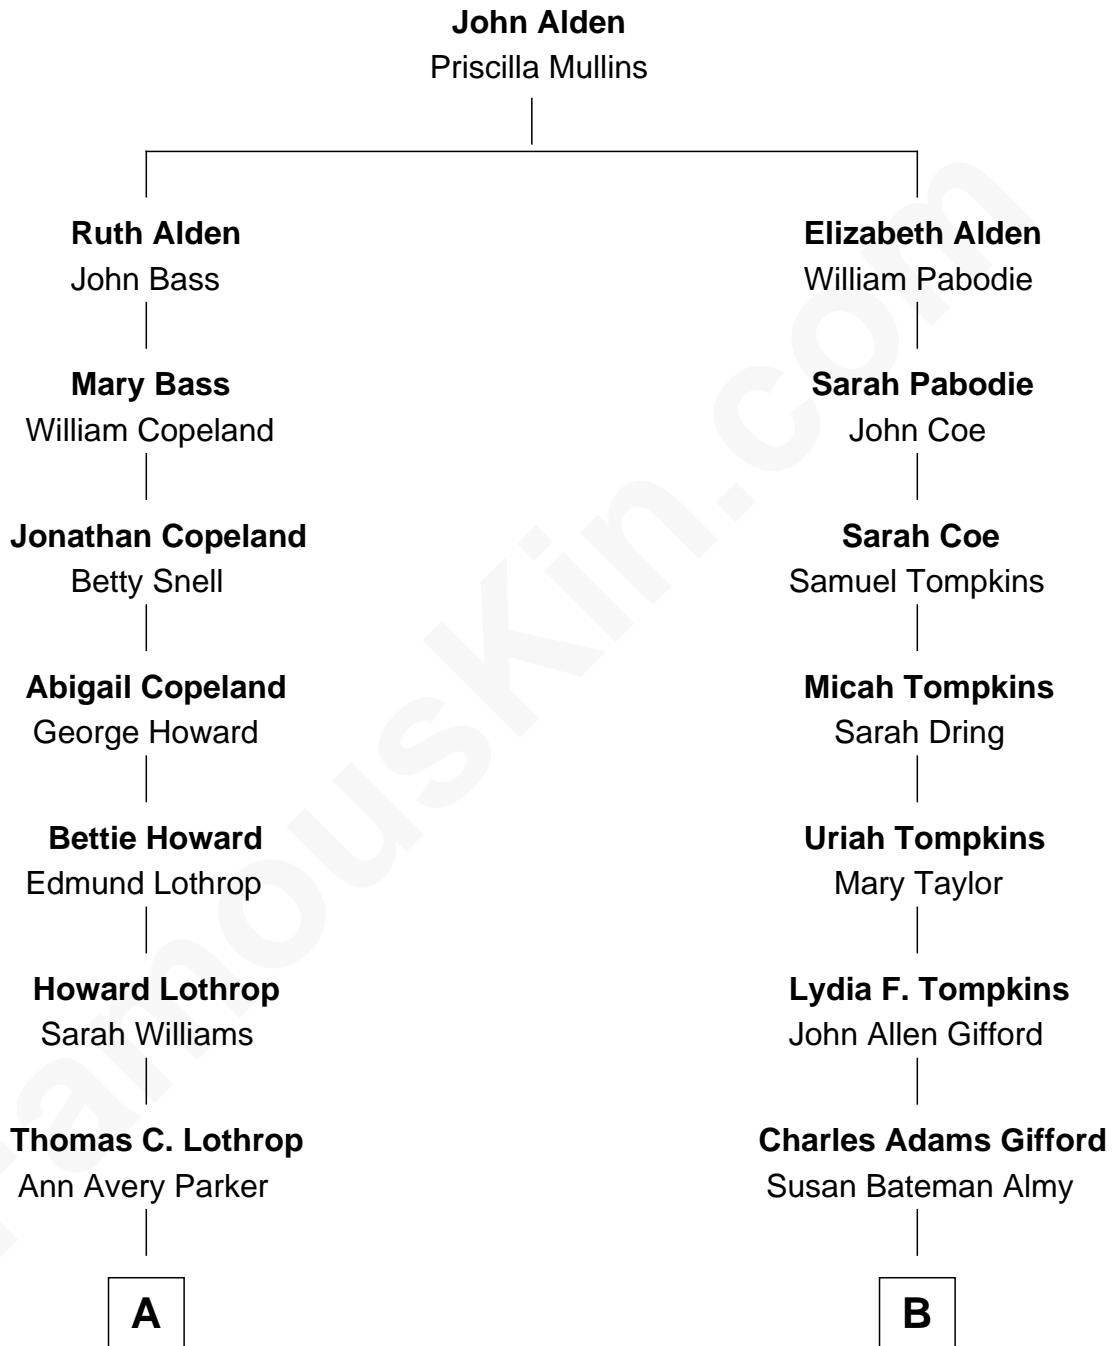 John Alden
Priscilla Mullins
Ruth Alden
John Bass
Elizabeth Alden
William Pabodie
Mary Bass
William Copeland
Sarah Pabodie
John Coe
Jonathan Copeland
Betty Snell
Sarah Coe
Samuel Tompkins
Abigail Copeland
George Howard
Micah Tompkins
Sarah Dring
Bettie Howard
Edmund Lothrop
Uriah Tompkins
Mary Taylor
Howard Lothrop
Sarah Williams
Lydia F. Tompkins
John Allen Gifford
Thomas C. Lothrop
Ann Avery Parker
Charles Adams Gifford
Susan Bateman Almy
A
B
FamousKin.com